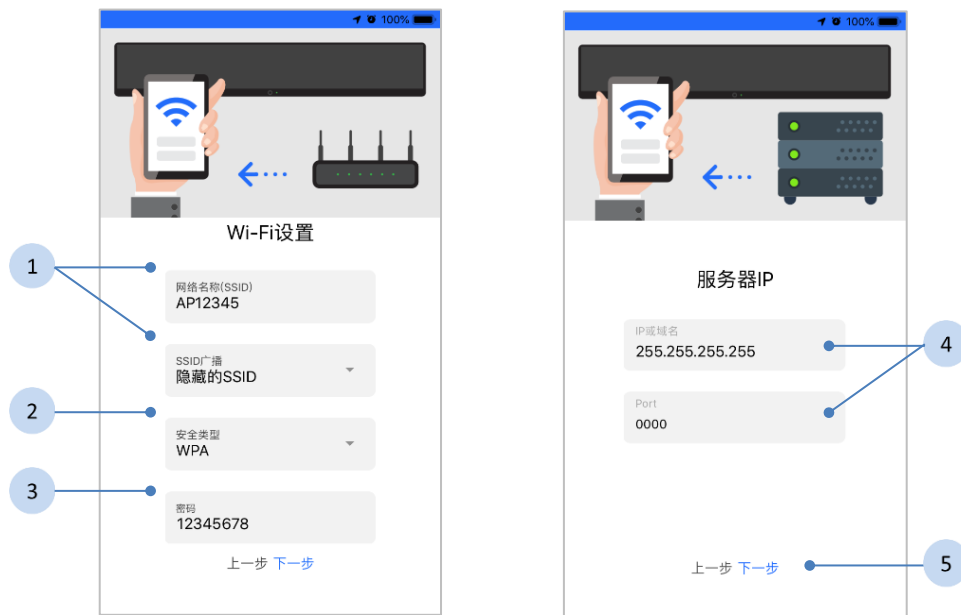 100%
Wi-Fi设置
1
网络名称(SSID)
AP12345
SSID广播
隐藏的SSID
2
安全类型
WPA
3
密码
12345678
上一步 下一步
100%
服务器IP
IP或域名
255.255.255.255
4
Port
0000
上一步 下一步
5